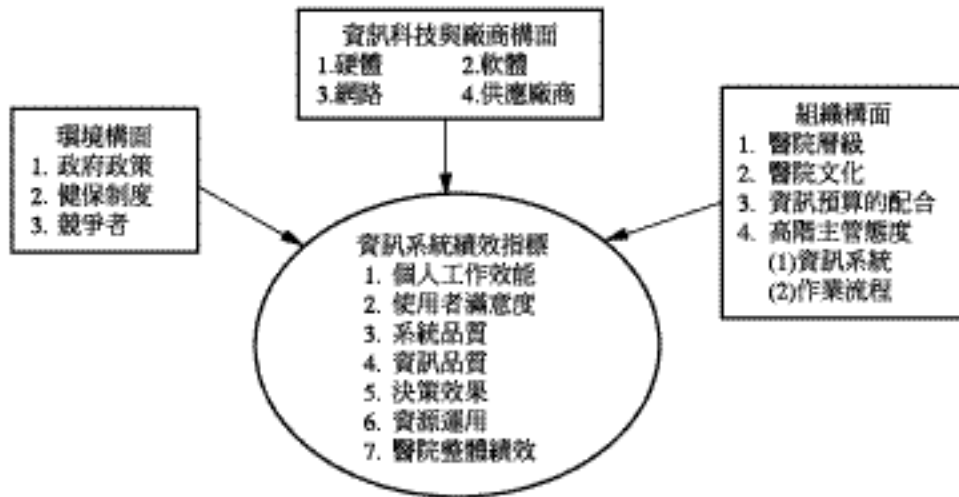 資訊科技與廠商構面
1.硬體 2.軟體
3.網路 4.供應廠商
環境構面
1. 政府政策
2. 健保制度
3. 競爭者
組織構面
1. 醫院層級
2. 醫院文化
3. 資訊預算的配合
4. 高階主管態度
(1)資訊系統
(2)作業流程
資訊系統績效指標
1. 個人工作效能
2. 使用者滿意度
3. 系統品質
4. 資訊品質
5. 決策效果
6. 資源運用
7. 醫院整體績效